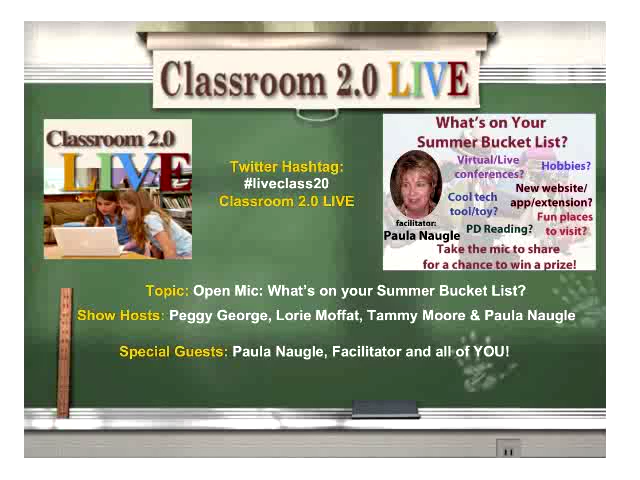 Classroom 2.0 LIVE
Classroom 2.0
LIVE
Twitter Hashtag:
#liveclass20
Classroom 2.0 LIVE
What's on Your
Summer Bucket List?
Virtual/Live
conferences?
Hobbies?
Cool tech
tool/toy?
New website/
app/extension?
Fun places
to visit?
PD Reading?
facilitator:
Paula Naugle
Take the mic to share
for a chance to win a prize!
Topic: Open Mic: What's on your Summer Bucket List?
Show Hosts: Peggy George, Lorie Moffat, Tammy Moore & Paula Naugle
Special Guests: Paula Naugle, Facilitator and all of YOU!